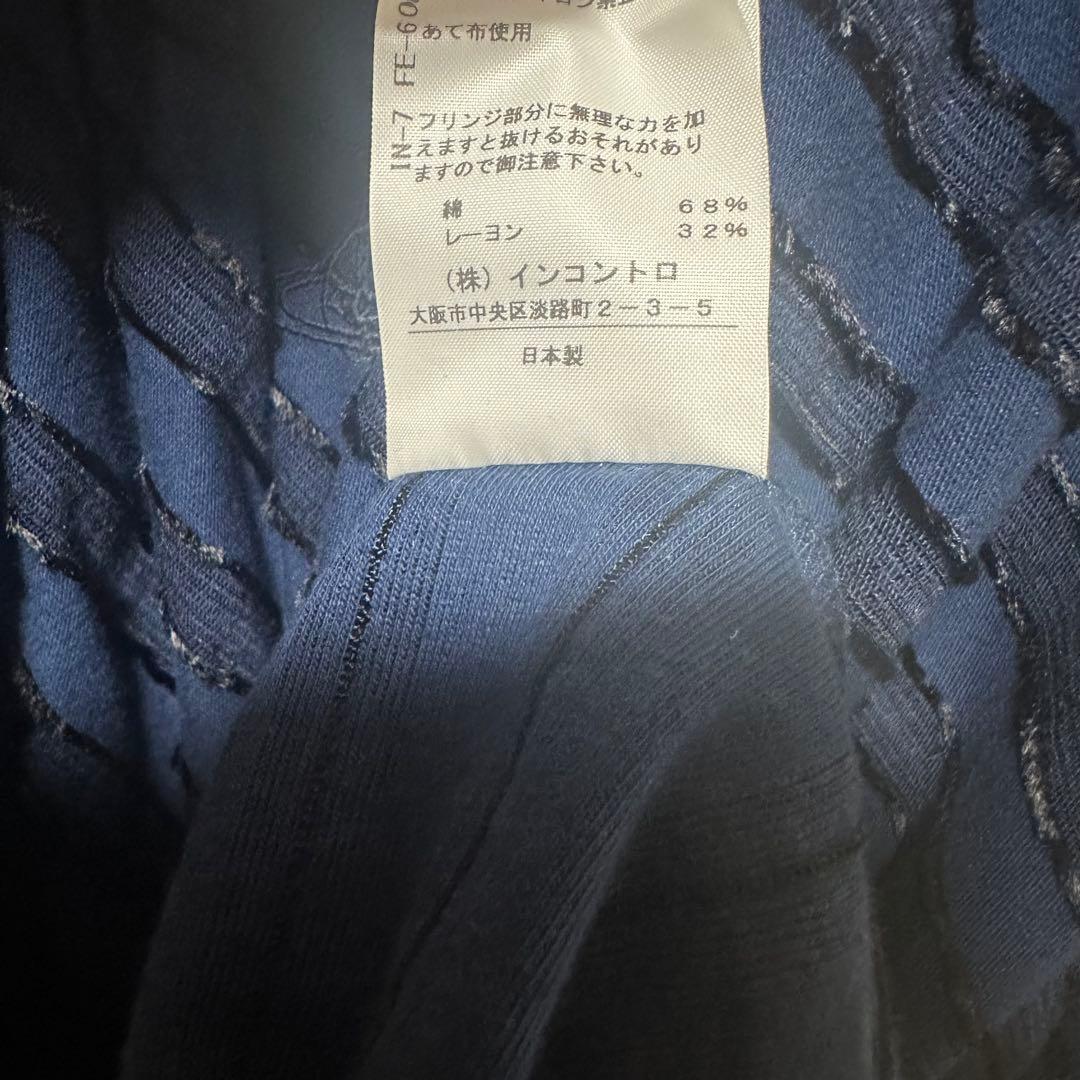 あて布使用
IN-7 FE-60
フリンジ部分に無理な力を加
えますと抜けるおそれがあり
ますので御注意下さい。
綿 68%
レーヨン 32%
(株)インコントロ
大阪市中央区淡路町2-3-5
日本製